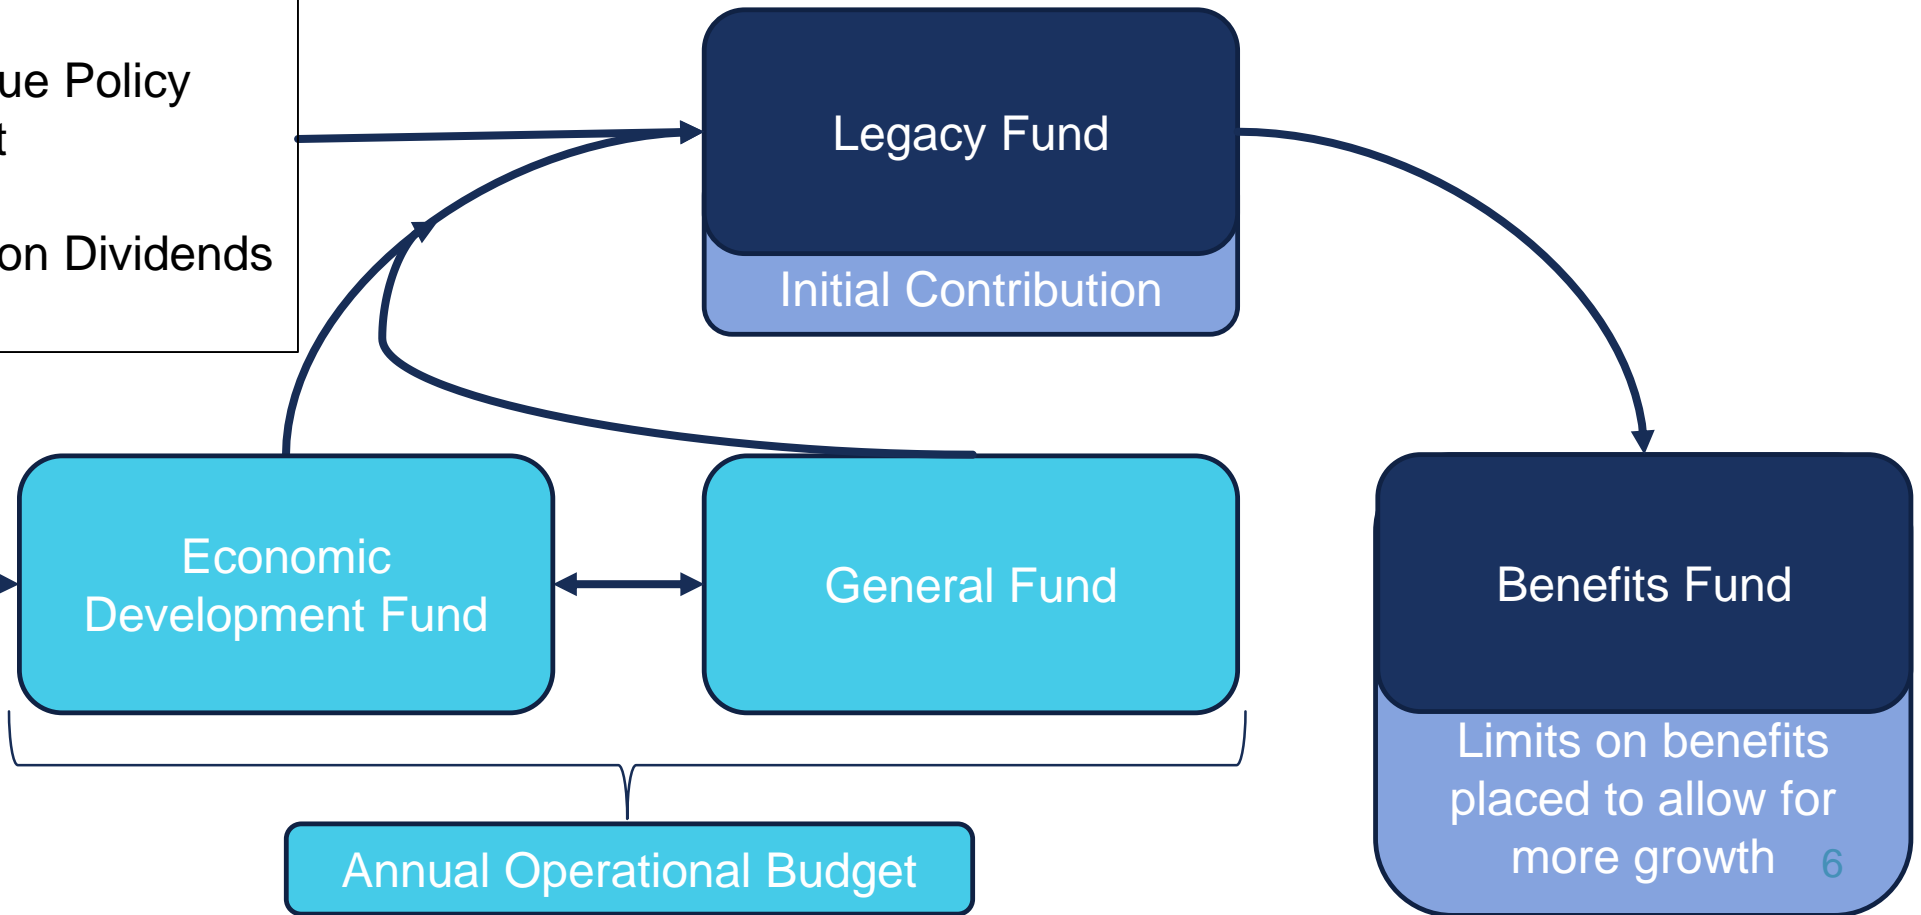 ue Policy
t
on Dividends
Legacy Fund
Initial Contribution
Economic
Development Fund
General Fund
Benefits Fund
Limits on benefits
placed to allow for
more growth
6
Annual Operational Budget